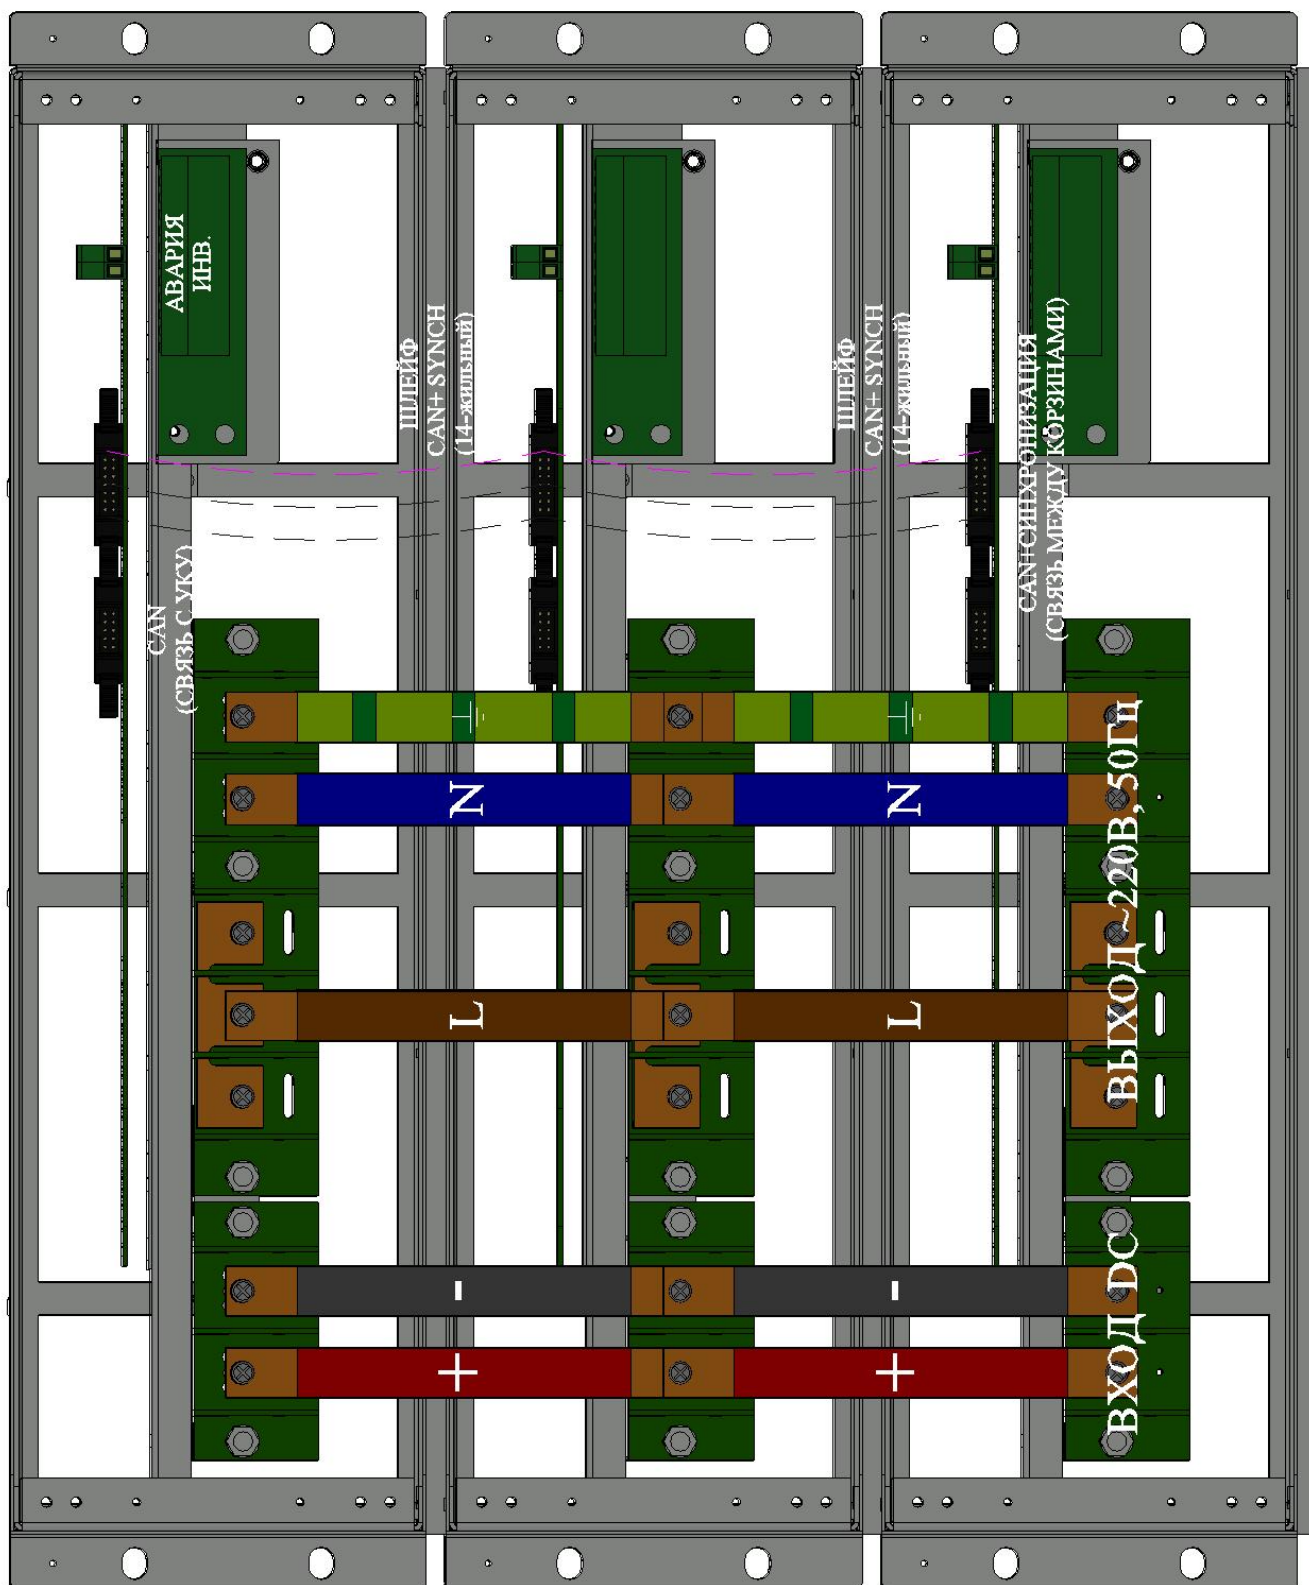 АВАРИЯ
ИНВ.
ШЛЕЙФ
CAN+ SYNCH
(14-жильный)
ШЛЕЙФ
CAN+ SYNCH
(14-жильный)
CAN+СИНХРОНИЗАЦИЯ
(СВЯЗЬ МЕЖДУ КОРЗИНАМИ)
CAN
(СВЯЗЬ С УКУ)
N
N
L
L
ВЫХОД ~220В, 50ГЦ
-
-
+
+
ВХОД DC